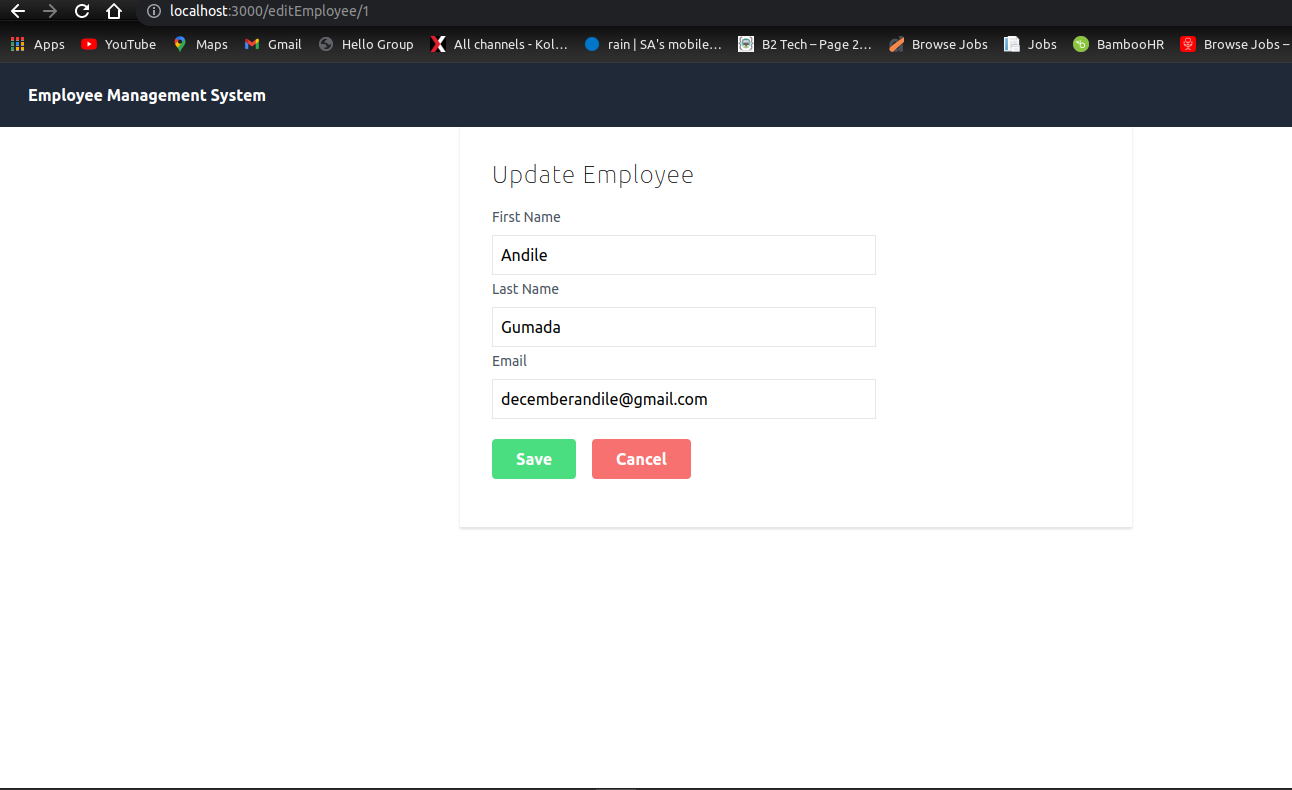 localhost:3000/editEmployee/1
Apps YouTube Maps Gmail Hello Group All channels - Kol… rain | SA's mobile… B2 Tech – Page 2… Browse Jobs Jobs BambooHR Browse Jobs –
Employee Management System
Update Employee
First Name
Andile
Last Name
Gumada
Email
decemberandile@gmail.com
Save Cancel